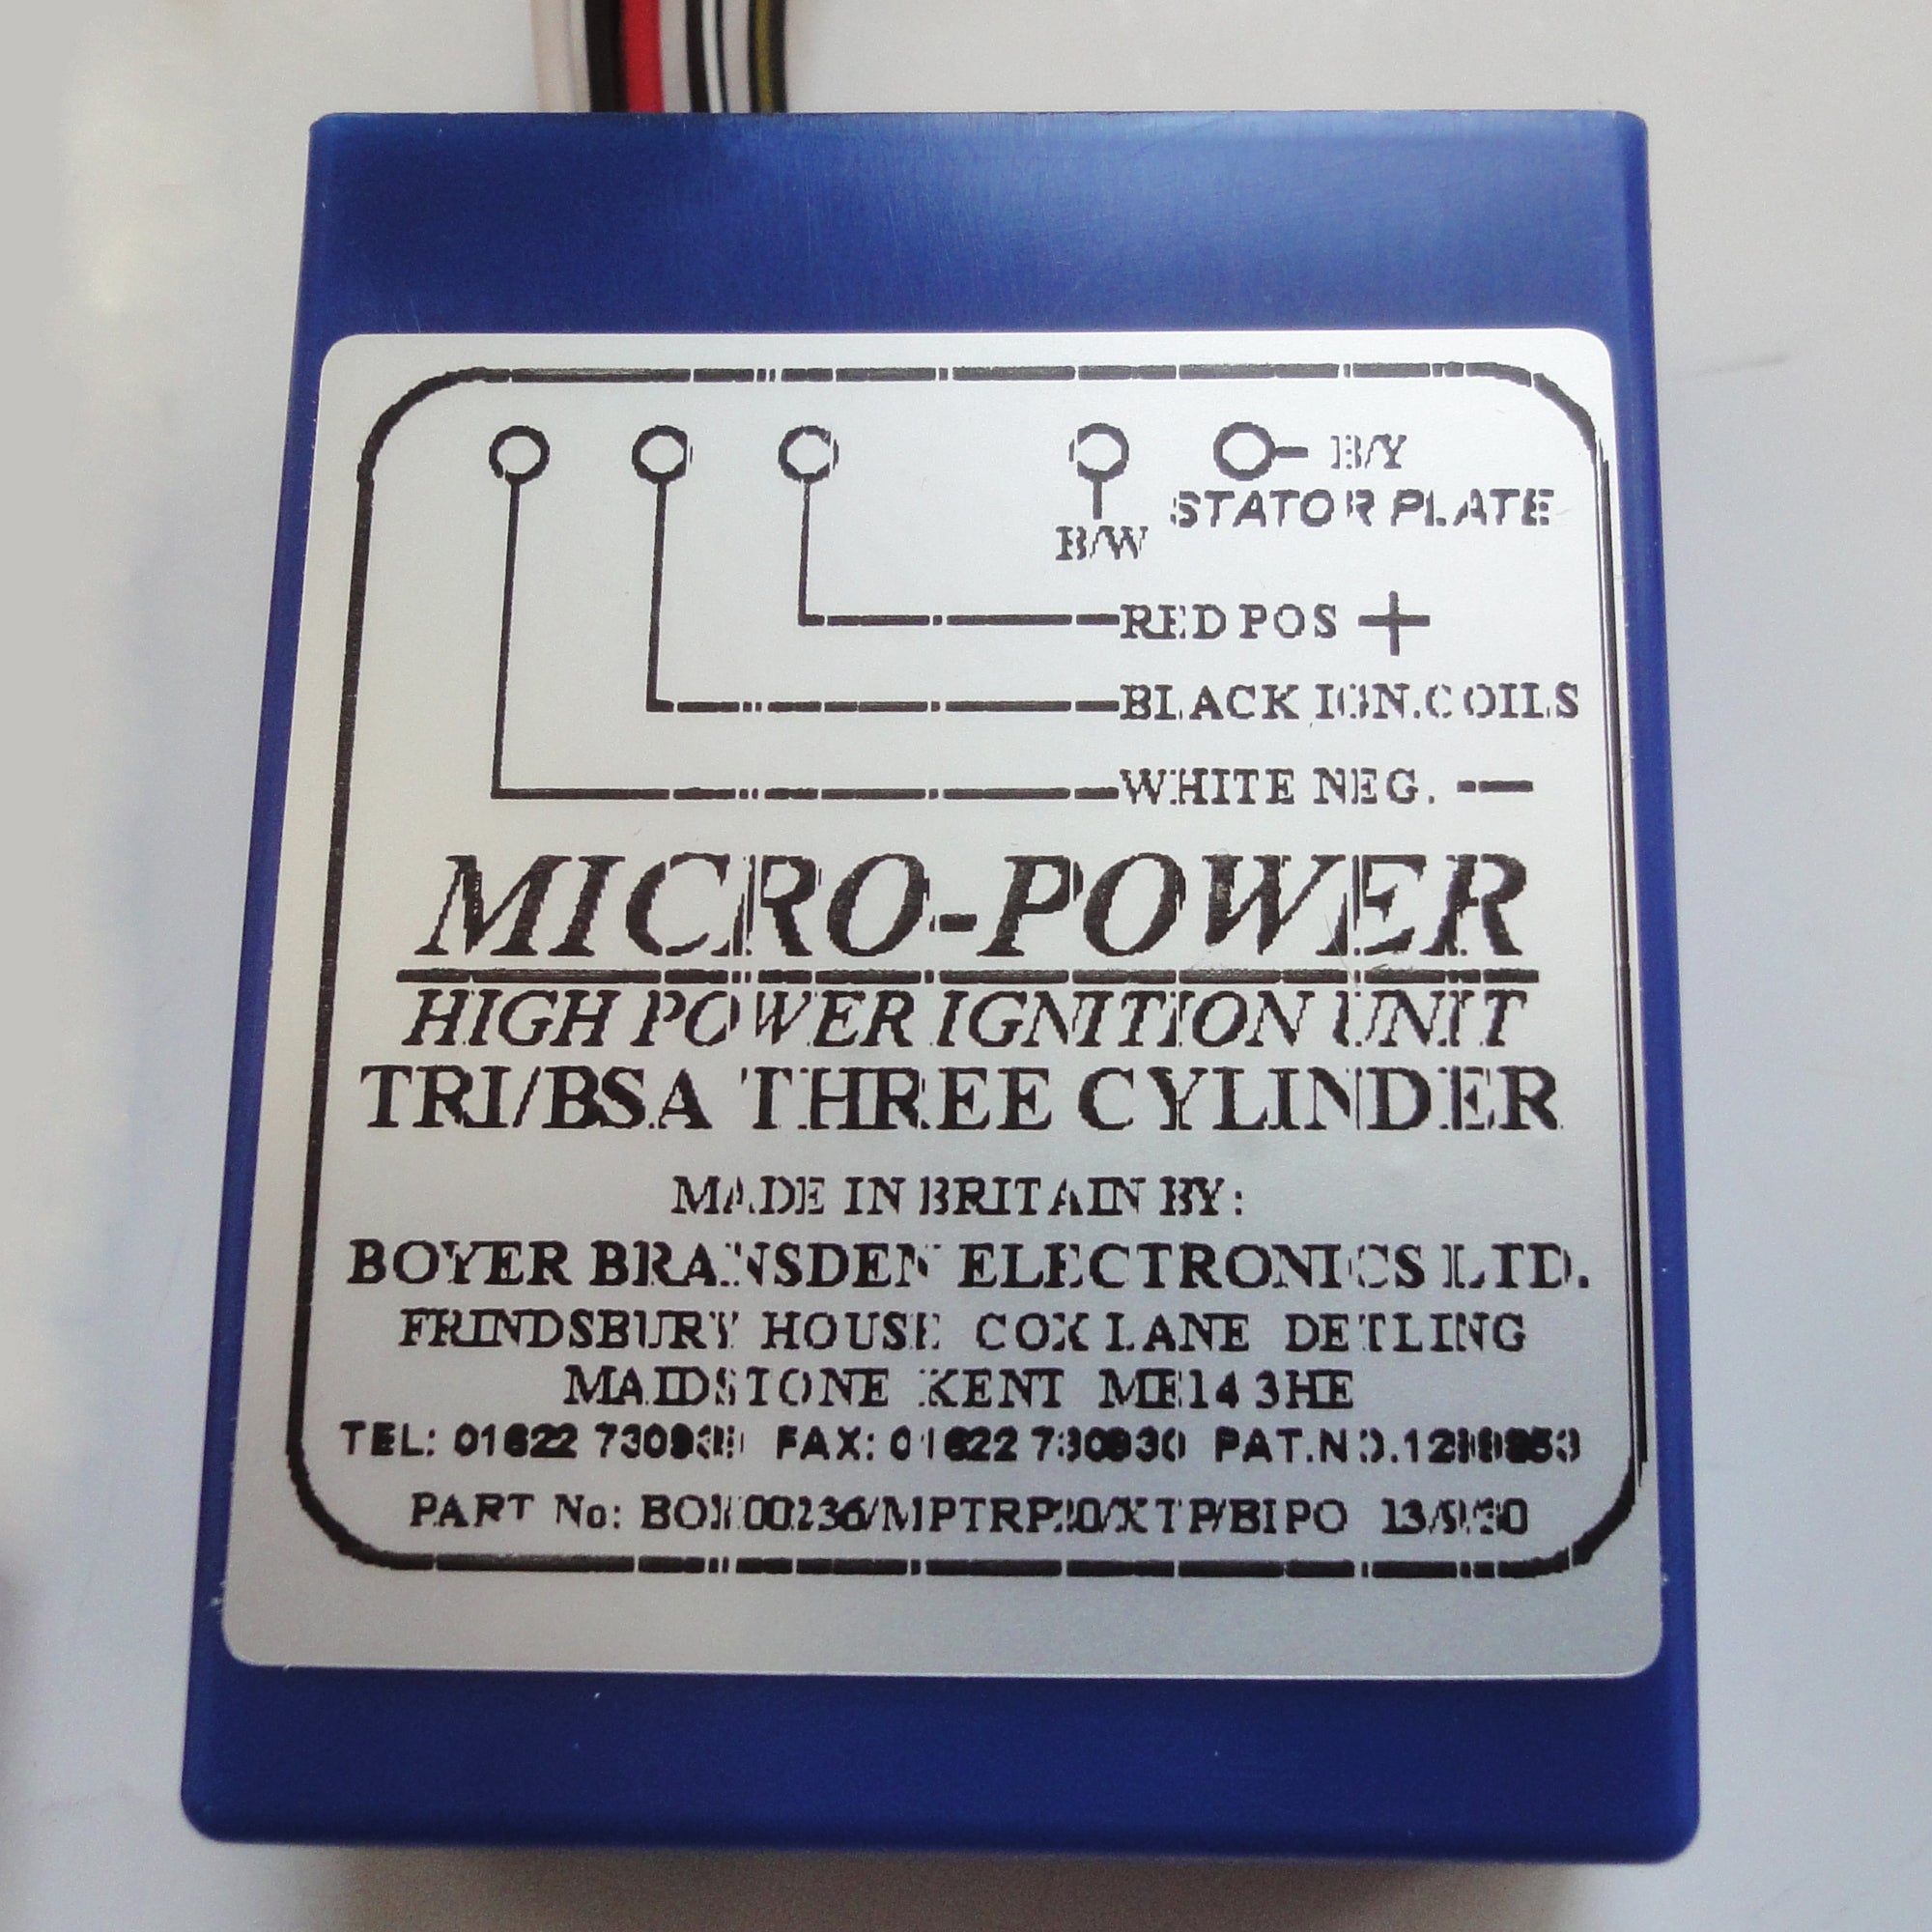 B/Y
STATOR PLATE
B/W
RED POS +
BLACK IGN.COILS
WHITE NEG. —
MICRO-POWER
HIGH POWER IGNITION UNIT
TRI/BSA THREE CYLINDER
MADE IN BRITAIN BY:
BOYER BRANSDEN ELECTRONICS LTD.
FRINDSBURY HOUSE COX LANE DETLING
MAIDSTONE KENT ME14 3HE
TEL: 01622 FAX: 01622 730930 PAT.NO.
PART No: